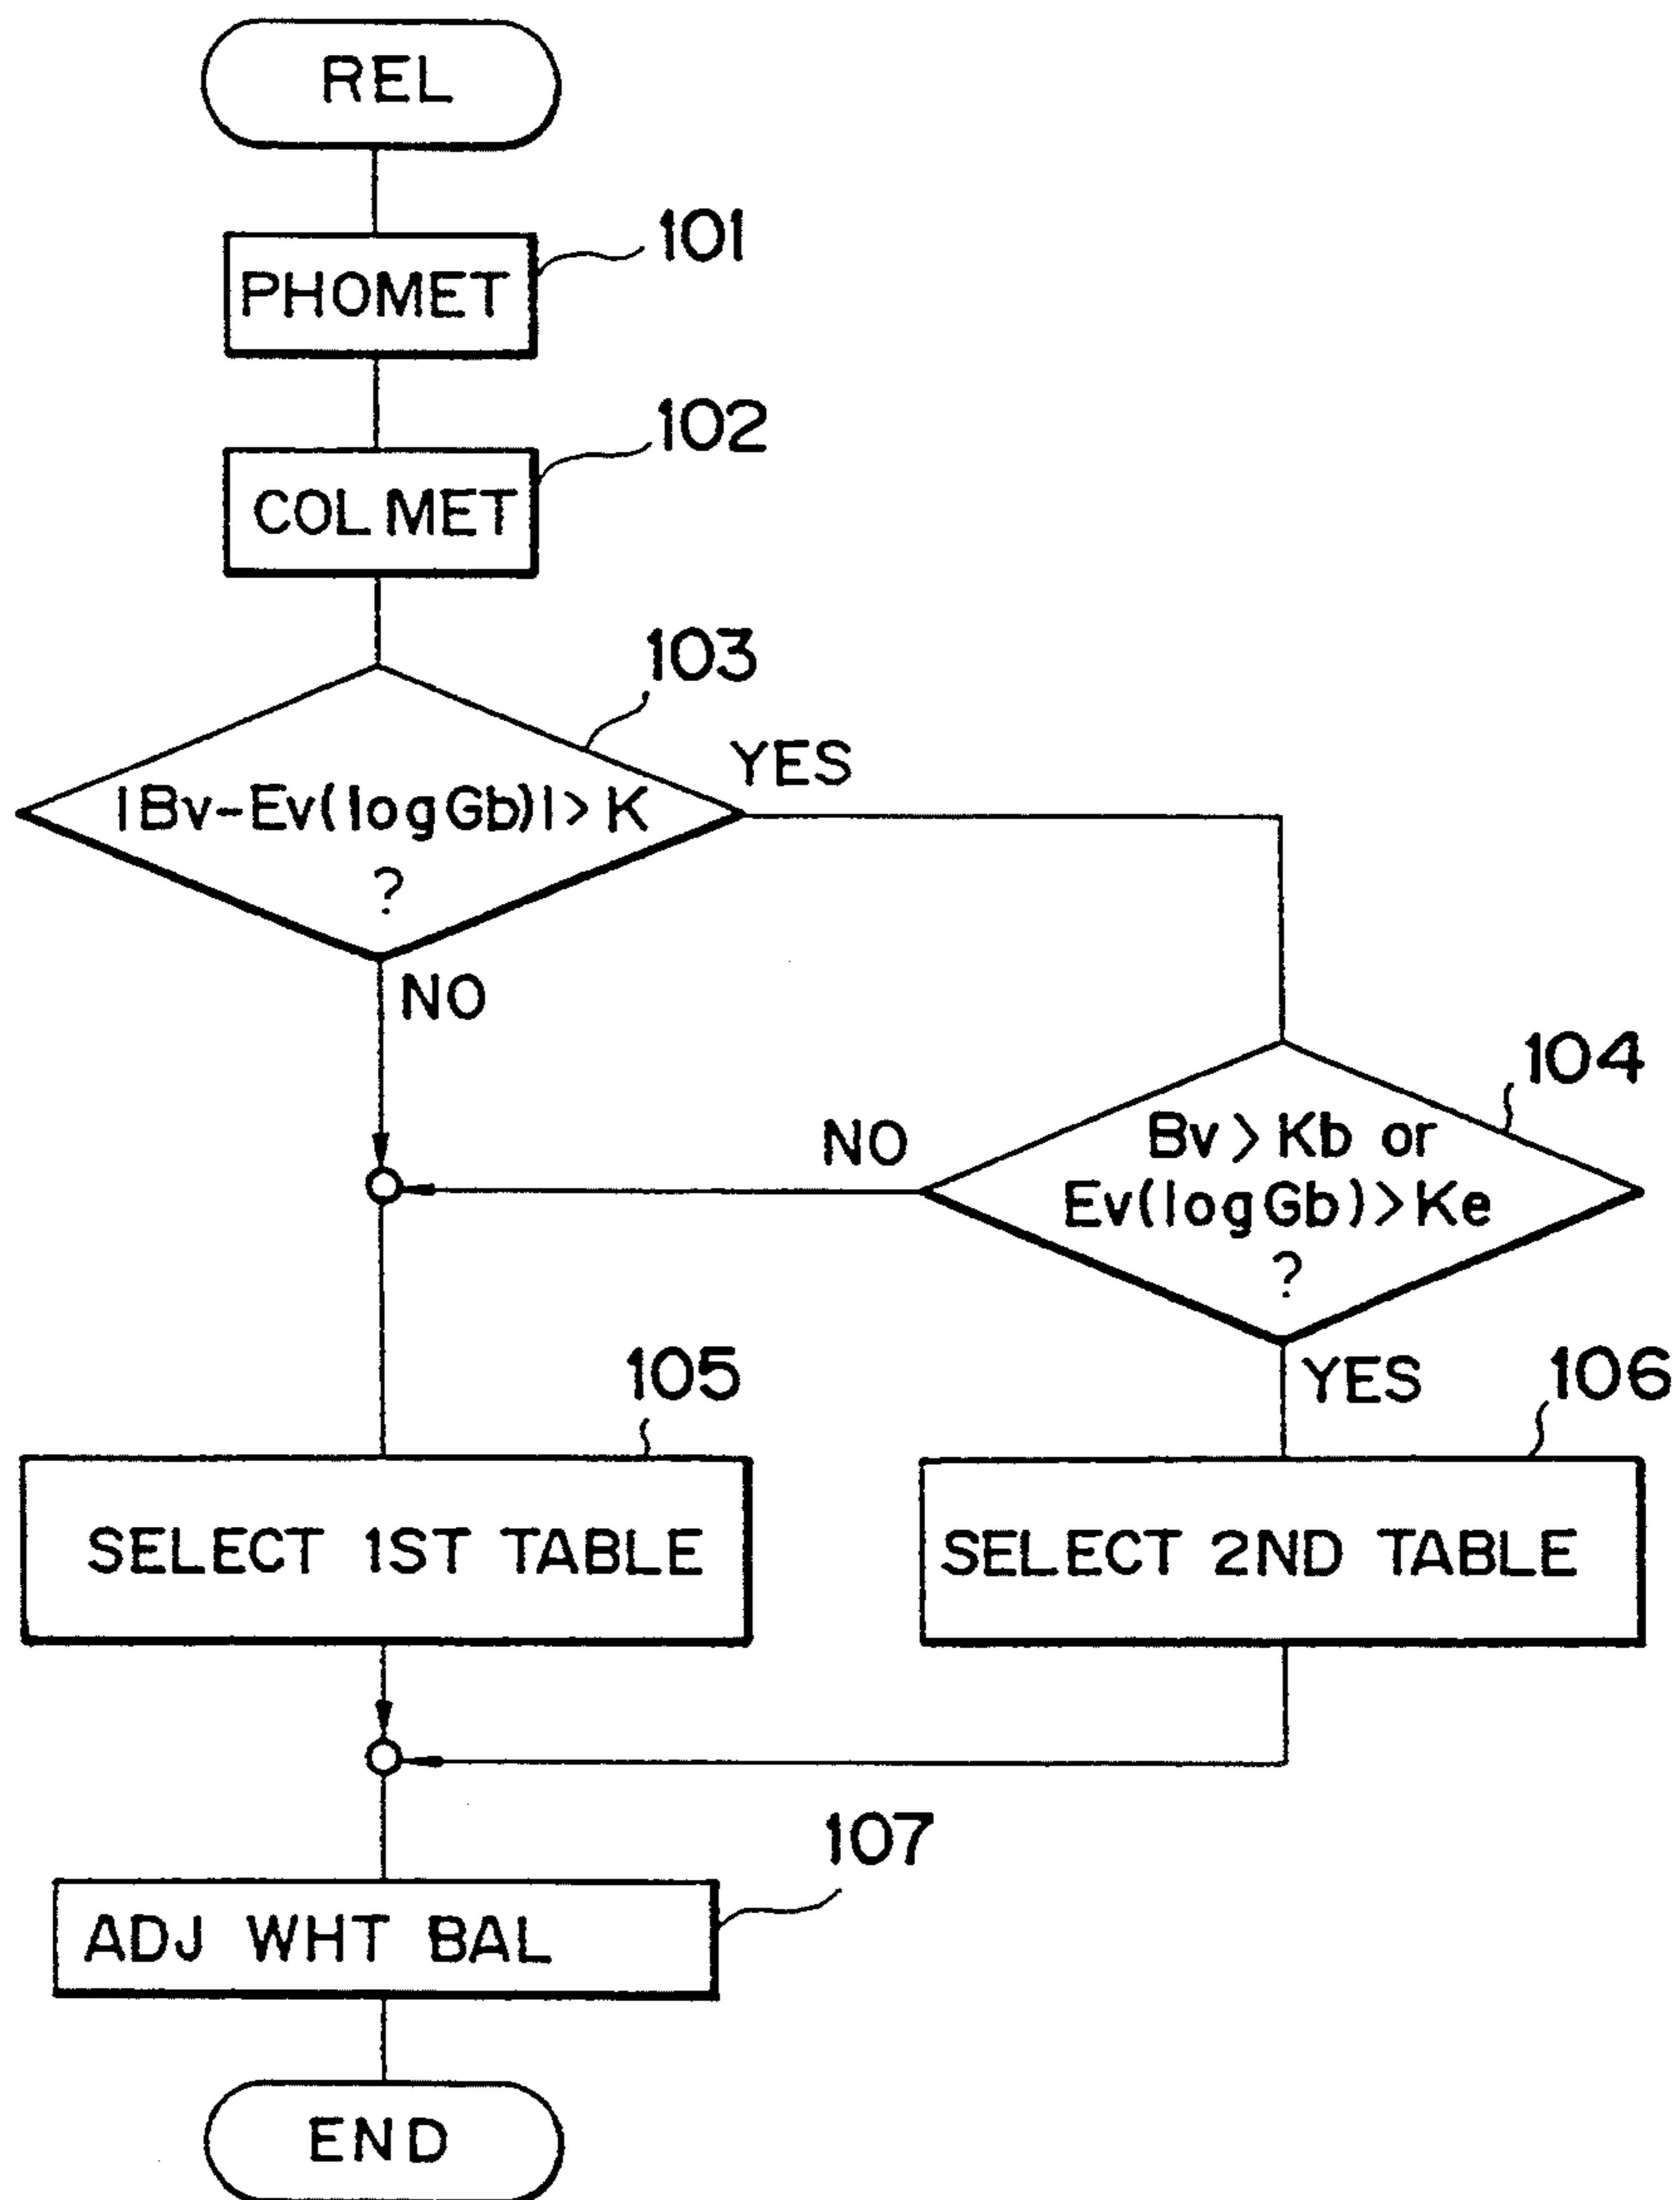 REL
101
PHOMET
102
COL MET
103
YES
|Bv-Ev(logGb)|>K
?
NO
104
Bv>Kb or
NO
Ev(logGb)>Ke
?
105
YES
106
SELECT 1ST TABLE
SELECT 2ND TABLE
107
ADJ WHT BAL
END